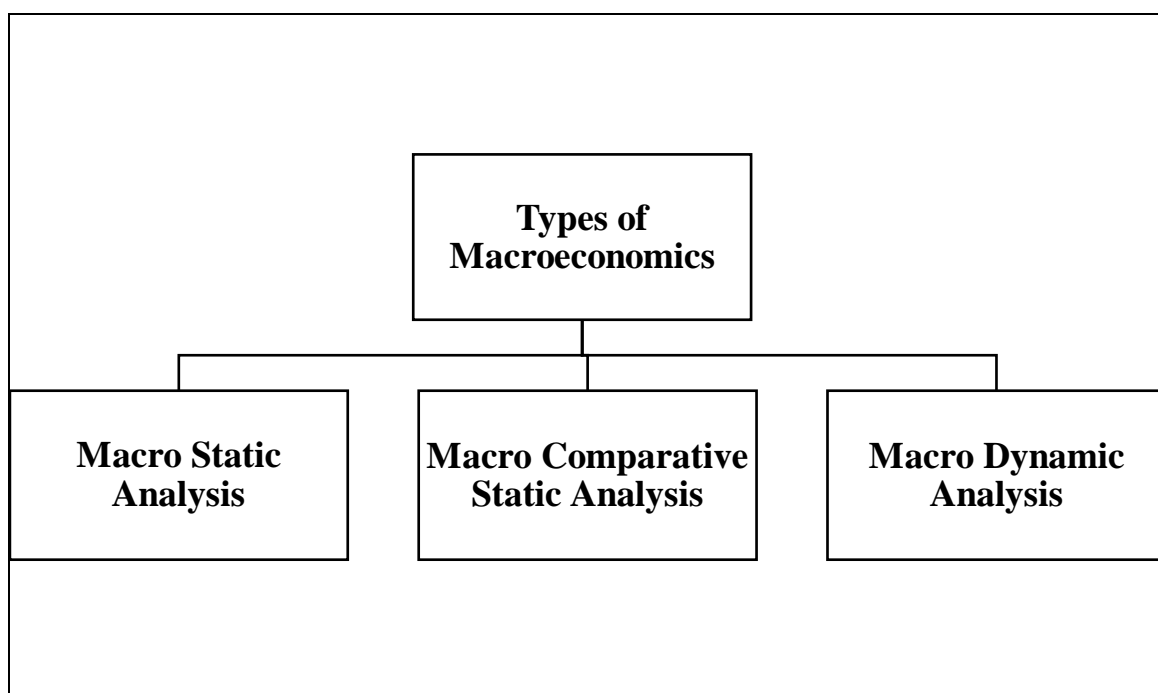 Types of
Macroeconomics
Macro Static
Analysis
Macro Comparative
Static Analysis
Macro Dynamic
Analysis